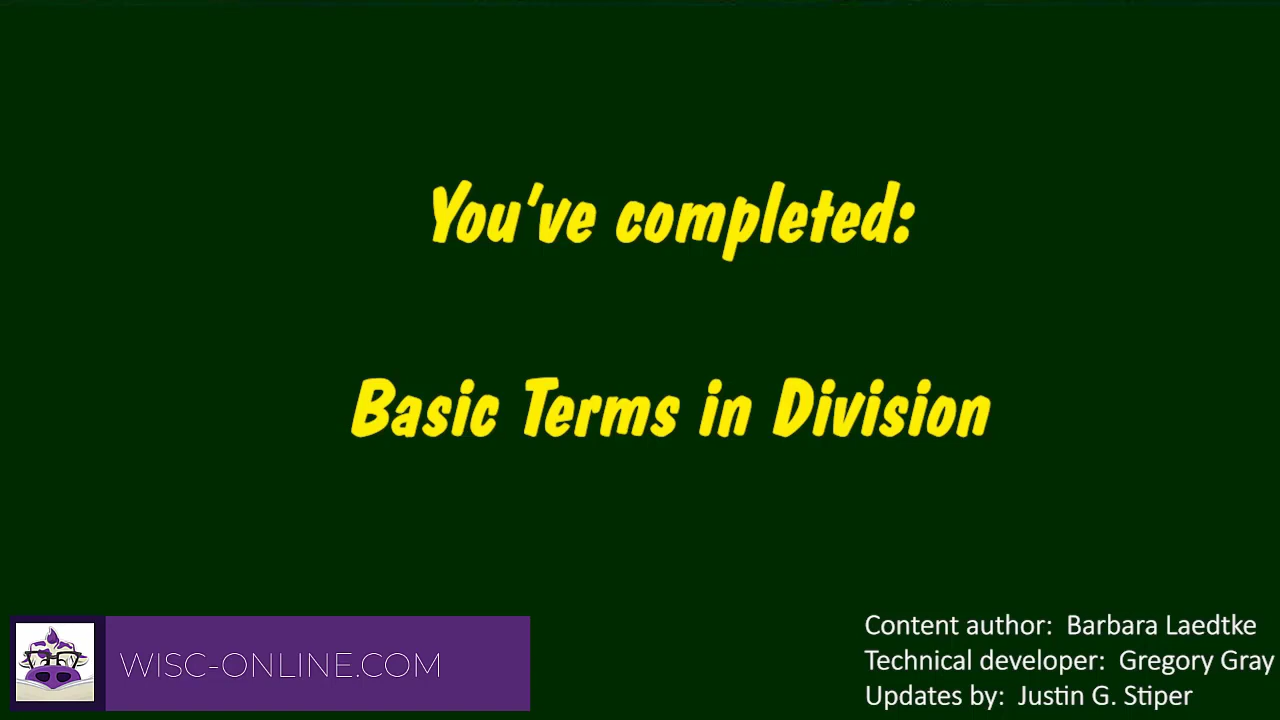 You've completed:
Basic Terms in Division
WISC-ONLINE.COM
Content author:  Barbara Laedtke
Technical developer:  Gregory Gray
Updates by:  Justin G. Stiper